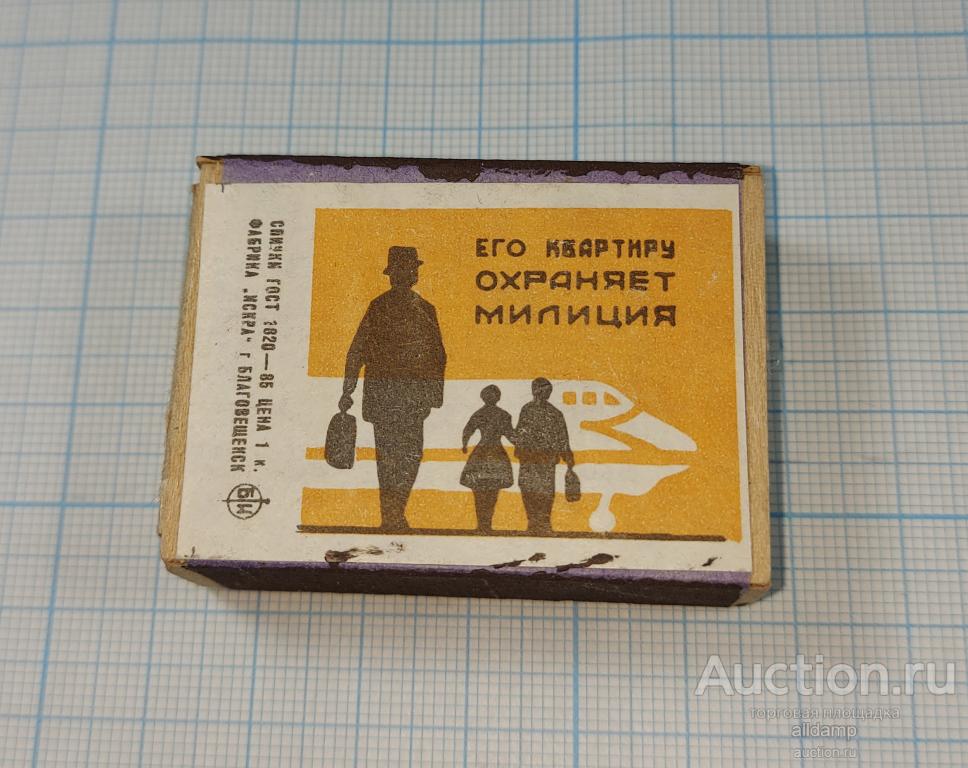 ЕГО КВАРТИРУ
ОХРАНЯЕТ
МИЛИЦИЯ
СПИЧКИ ГОСТ 1820—85 ЦЕНА 1 к.
ФАБРИКА „ИСКРА" г БЛАГОВЕЩЕНСК
БИ
Auction.ru
торговая площадка
alldamp
auction.ru